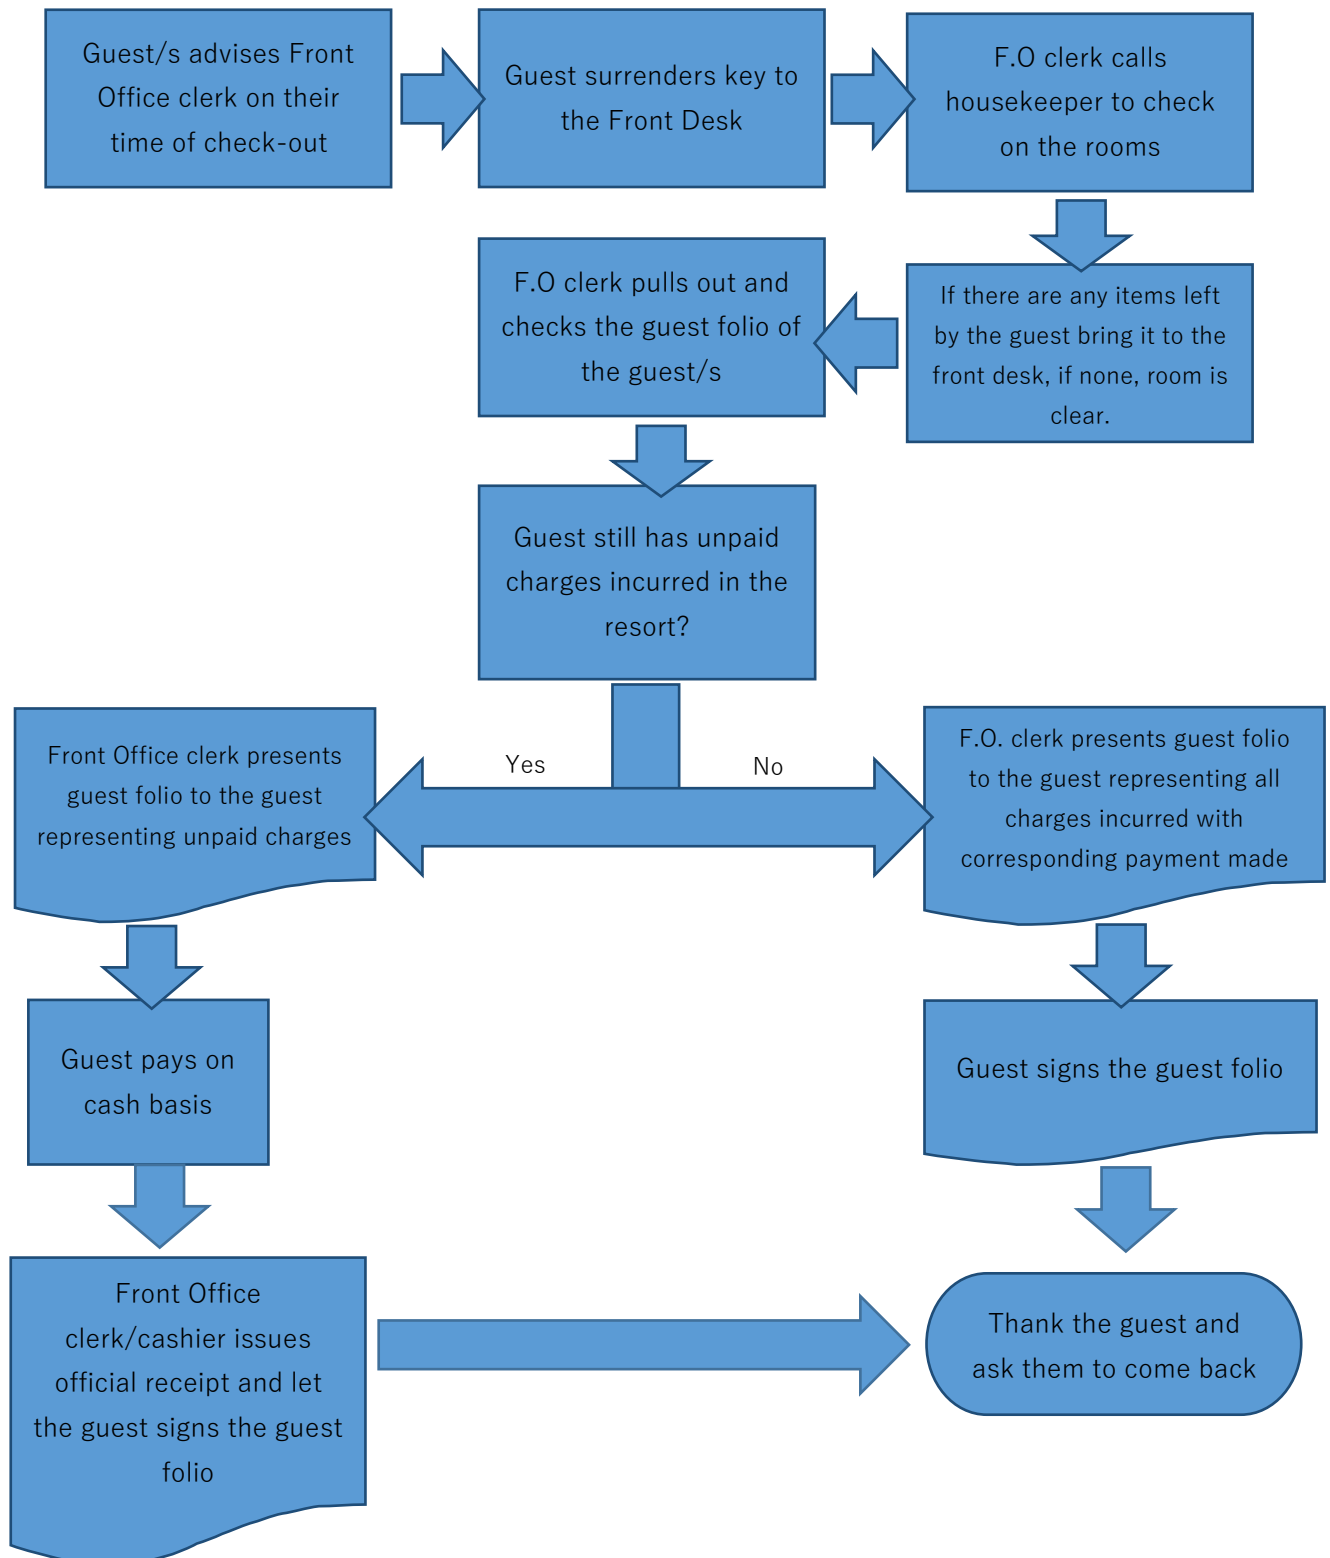 Guest/s advises Front
Office clerk on their
time of check-out
Guest surrenders key to
the Front Desk
F.O clerk calls
housekeeper to check
on the rooms
If there are any items left
by the guest bring it to the
front desk, if none, room is
clear.
F.O clerk pulls out and
checks the guest folio of
the guest/s
Guest still has unpaid
charges incurred in the
resort?
Yes
No
Front Office clerk presents
guest folio to the guest
representing unpaid charges
F.O. clerk presents guest folio
to the guest representing all
charges incurred with
corresponding payment made
Guest pays on
cash basis
Guest signs the guest folio
Front Office
clerk/cashier issues
official receipt and let
the guest signs the guest
folio
Thank the guest and
ask them to come back